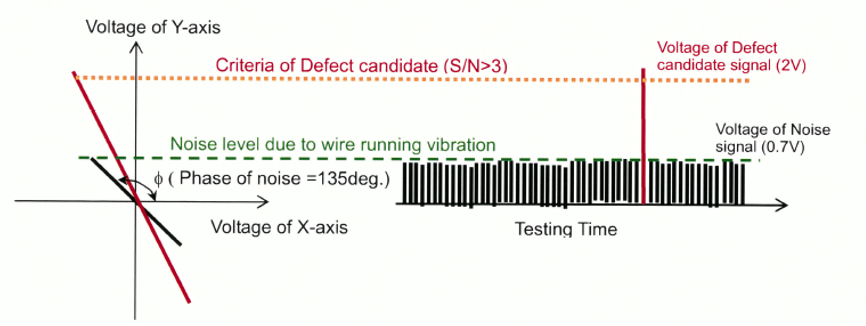 Voltage of Y-axis
Criteria of Defect candidate (S/N>3)
Voltage of Defect
candidate signal (2V)
Noise level due to wire running vibration
Voltage of Noise
signal (0.7V)
ϕ ( Phase of noise =135deg.)
Voltage of X-axis
Testing Time